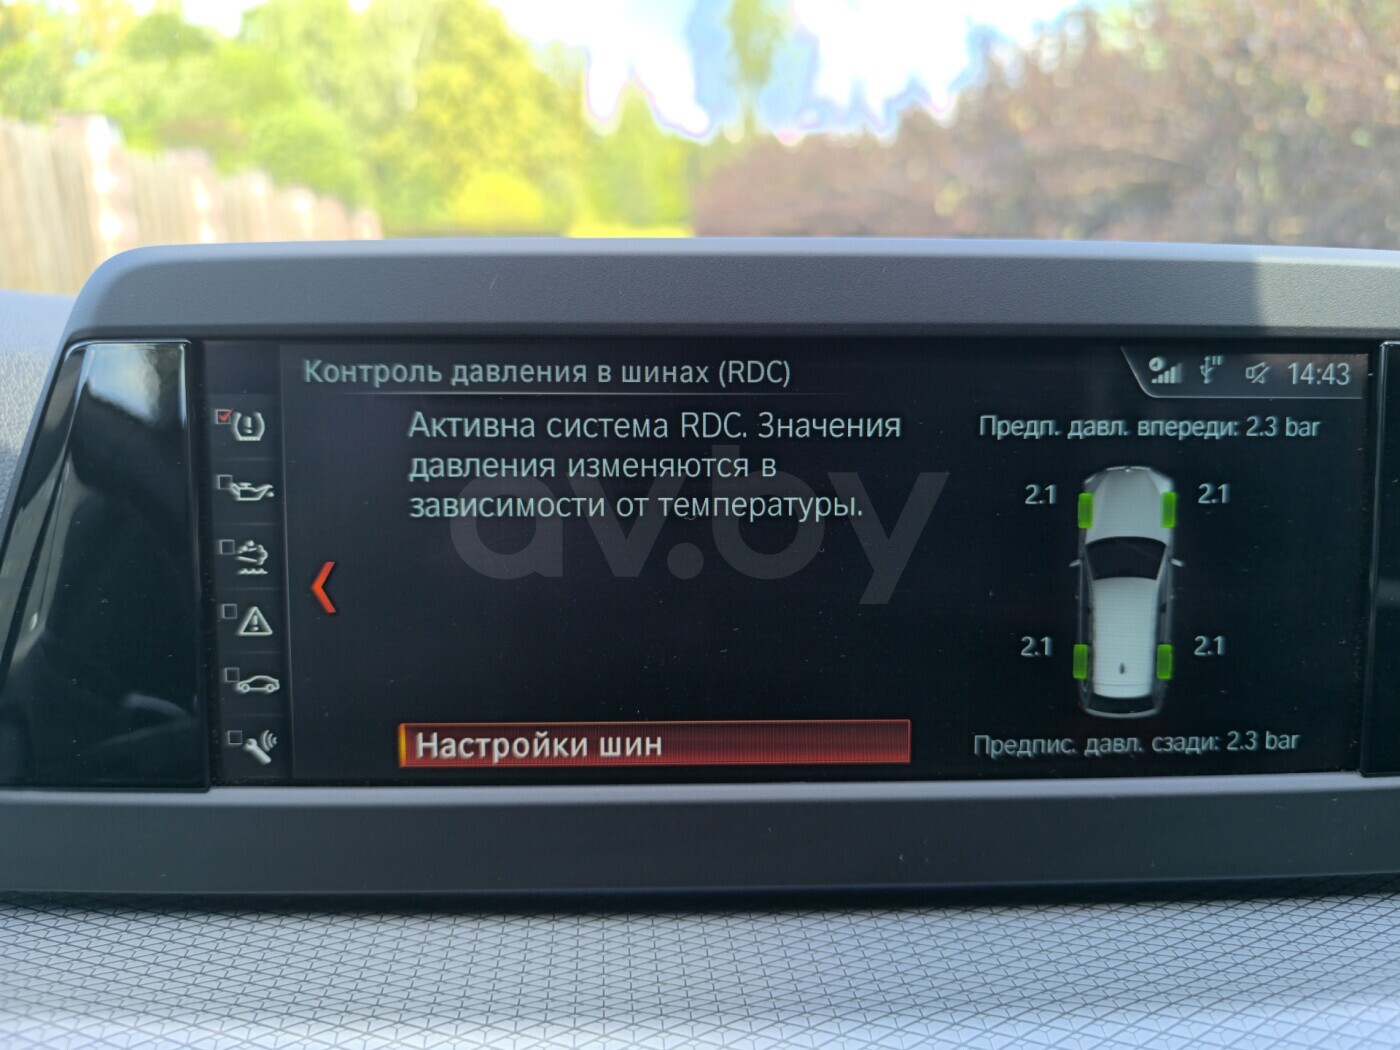 Контроль давления в шинах (RDC)
14:43
Активна система RDC. Значения
давления изменяются в
зависимости от температуры.
Предп. давл. впереди: 2.3 bar
2.1
2.1
2.1
2.1
Предпис. давл. сзади: 2.3 bar
Настройки шин
av.by